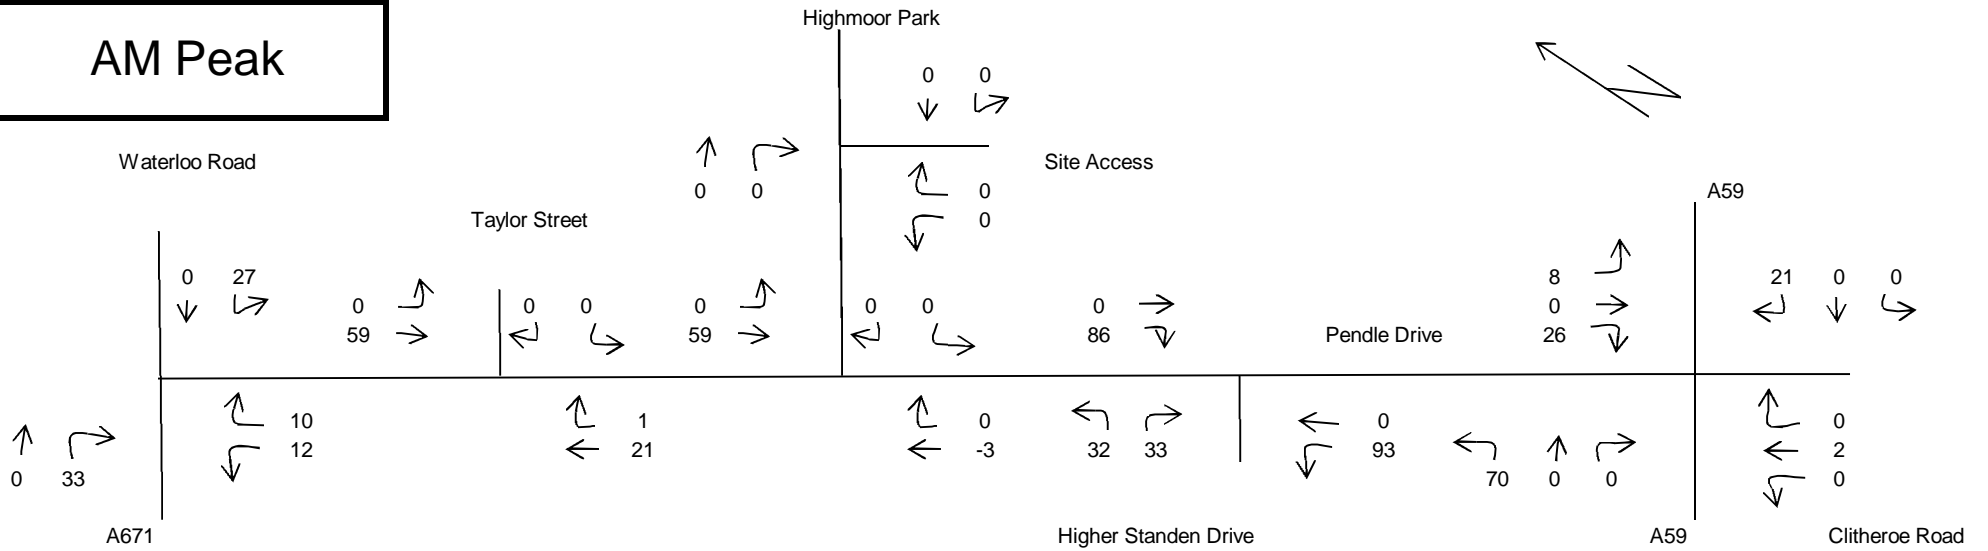 Highmoor Park
AM Peak
0 0
Waterloo Road
Site Access
0 0
0
A59
Taylor Street
0
0 27
8
21 0 0
0
0 0
0
0 0
0
0
59
59
86
Pendle Drive
26
10
1
0
0
0
12
21
-3
32 33
93
2
0 33
70 0 0
0
A671
Higher Standen Drive
A59
Clitheroe Road